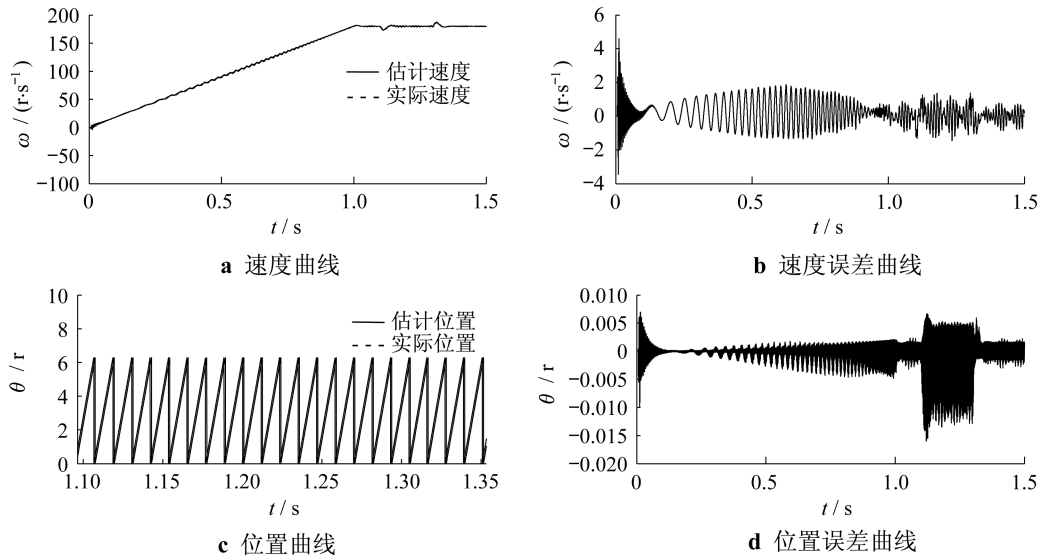 200
150
100
50
0
−50
−100
ω / (r·s⁻¹)
估计速度
实际速度
0
0.5
1.0
1.5
t / s
a 速度曲线
6
4
2
0
−2
−4
ω / (r·s⁻¹)
0
0.5
1.0
1.5
t / s
b 速度误差曲线
10
8
6
4
2
0
θ / r
估计位置
实际位置
1.10
1.15
1.20
1.25
1.30
1.35
t / s
c 位置曲线
0.010
0.005
0
−0.005
−0.010
−0.015
−0.020
θ / r
0
0.5
1.0
1.5
t / s
d 位置误差曲线